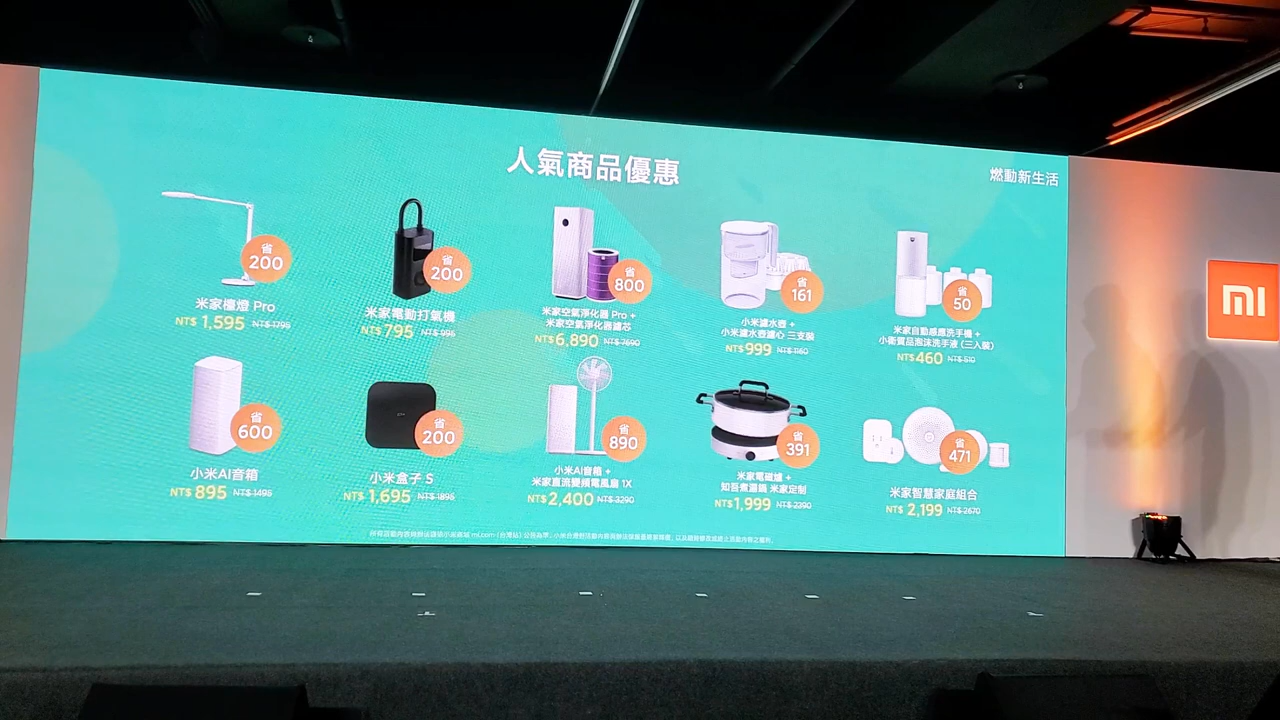 人氣商品優惠
燃動新生活
省
200
米家檯燈 Pro
NT$ 1,595 NT$ 1795
省
200
米家電動打氣機
NT$ 795 NT$ 995
省
800
米家空氣淨化器 Pro +
米家空氣淨化器濾芯
NT$ 6,890 NT$ 7690
省
161
小米濾水壺 +
小米濾水壺濾心 三支裝
NT$ 999 NT$ 1160
省
50
米家自動感應洗手機 +
小衛質品泡沫洗手液 (三入裝)
NT$ 460 NT$ 510
省
600
小米AI音箱
NT$ 895 NT$ 1495
省
200
小米盒子 S
NT$ 1,695 NT$ 1895
省
890
小米AI音箱 +
米家直流變頻電風扇 1X
NT$ 2,400 NT$ 3290
省
391
米家電磁爐 +
知吾煮湯鍋 米家定制
NT$ 1,999 NT$ 2390
省
471
米家智慧家庭組合
NT$ 2,199 NT$ 2670
mi